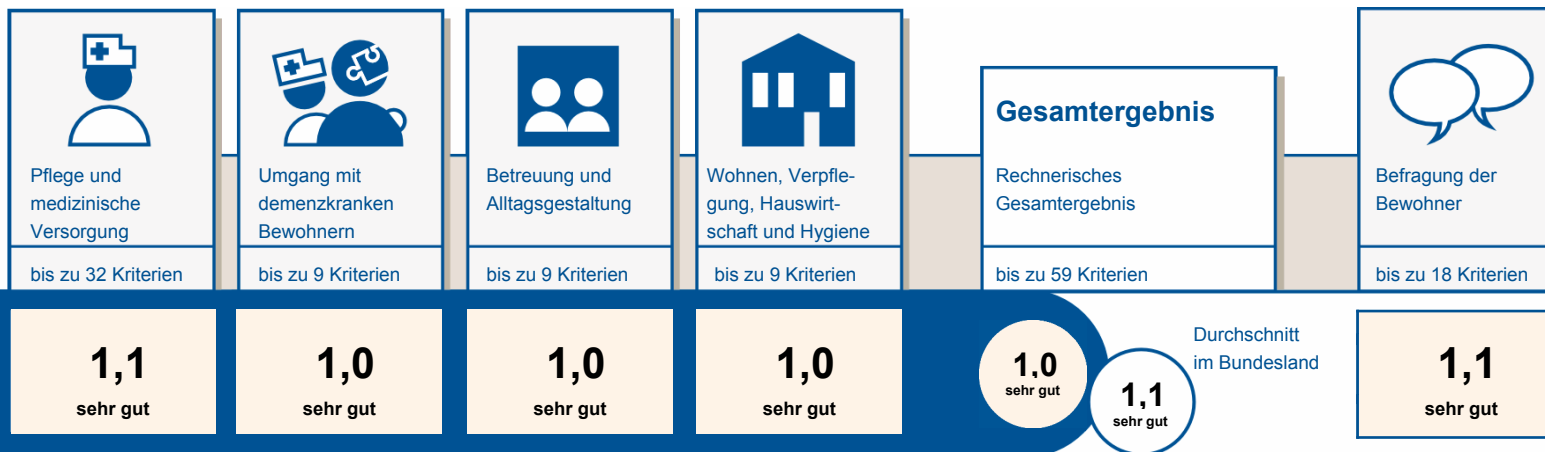 Pflege und
medizinische
Versorgung
bis zu 32 Kriterien
1,1
sehr gut
Umgang mit
demenzkranken
Bewohnern
bis zu 9 Kriterien
1,0
sehr gut
Betreuung und
Alltagsgestaltung
bis zu 9 Kriterien
1,0
sehr gut
Wohnen, Verpfle-
gung, Hauswirt-
schaft und Hygiene
bis zu 9 Kriterien
1,0
sehr gut
Gesamtergebnis
Rechnerisches
Gesamtergebnis
bis zu 59 Kriterien
1,0
sehr gut
1,1
sehr gut
Durchschnitt
im Bundesland
Befragung der
Bewohner
bis zu 18 Kriterien
1,1
sehr gut